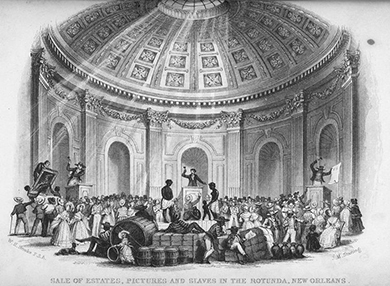 SALE OF ESTATES, PICTURES AND SLAVES IN THE ROTUNDA, NEW ORLEANS.